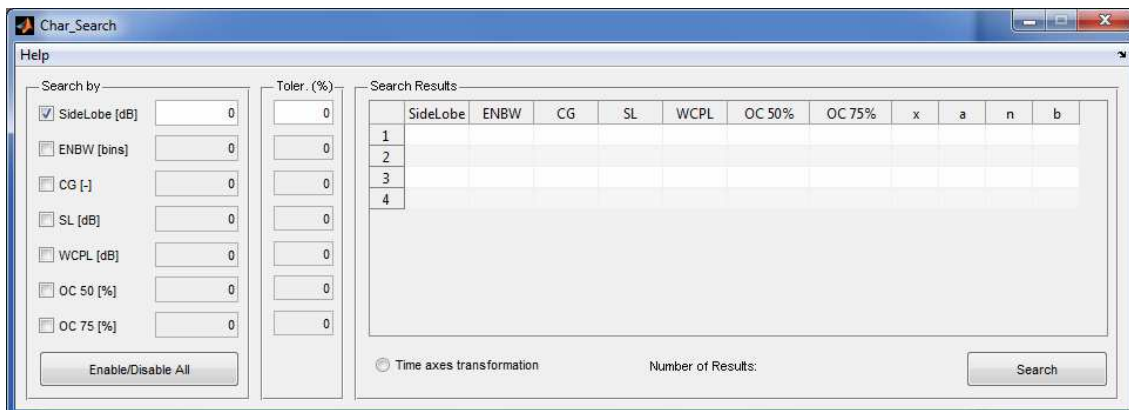 Char_Search
Help
Search by
Toler. (%)
Search Results
SideLobe [dB] 0 0
ENBW [bins] 0 0
CG [-] 0 0
SL [dB] 0 0
WCPL [dB] 0 0
OC 50 [%] 0 0
OC 75 [%] 0 0
Enable/Disable All
SideLobe ENBW CG SL WCPL OC 50% OC 75% x a n b
1
2
3
4
Time axes transformation
Number of Results:
Search